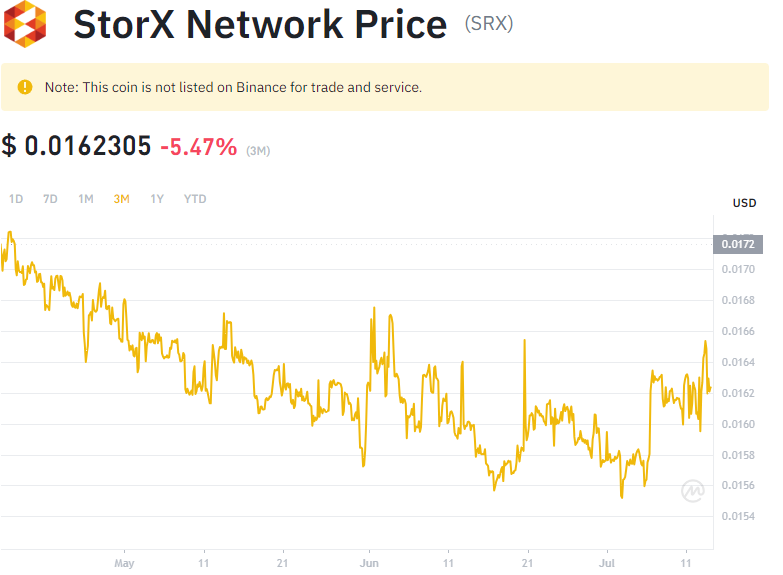 StorX Network Price (SRX)
Note: This coin is not listed on Binance for trade and service.
$ 0.0162305 -5.47% (3M)
1D 7D 1M 3M 1Y YTD
USD
0.0172
0.0170
0.0168
0.0166
0.0164
0.0162
0.0160
0.0158
0.0156
0.0154
May 11 21 Jun 11 21 Jul 11